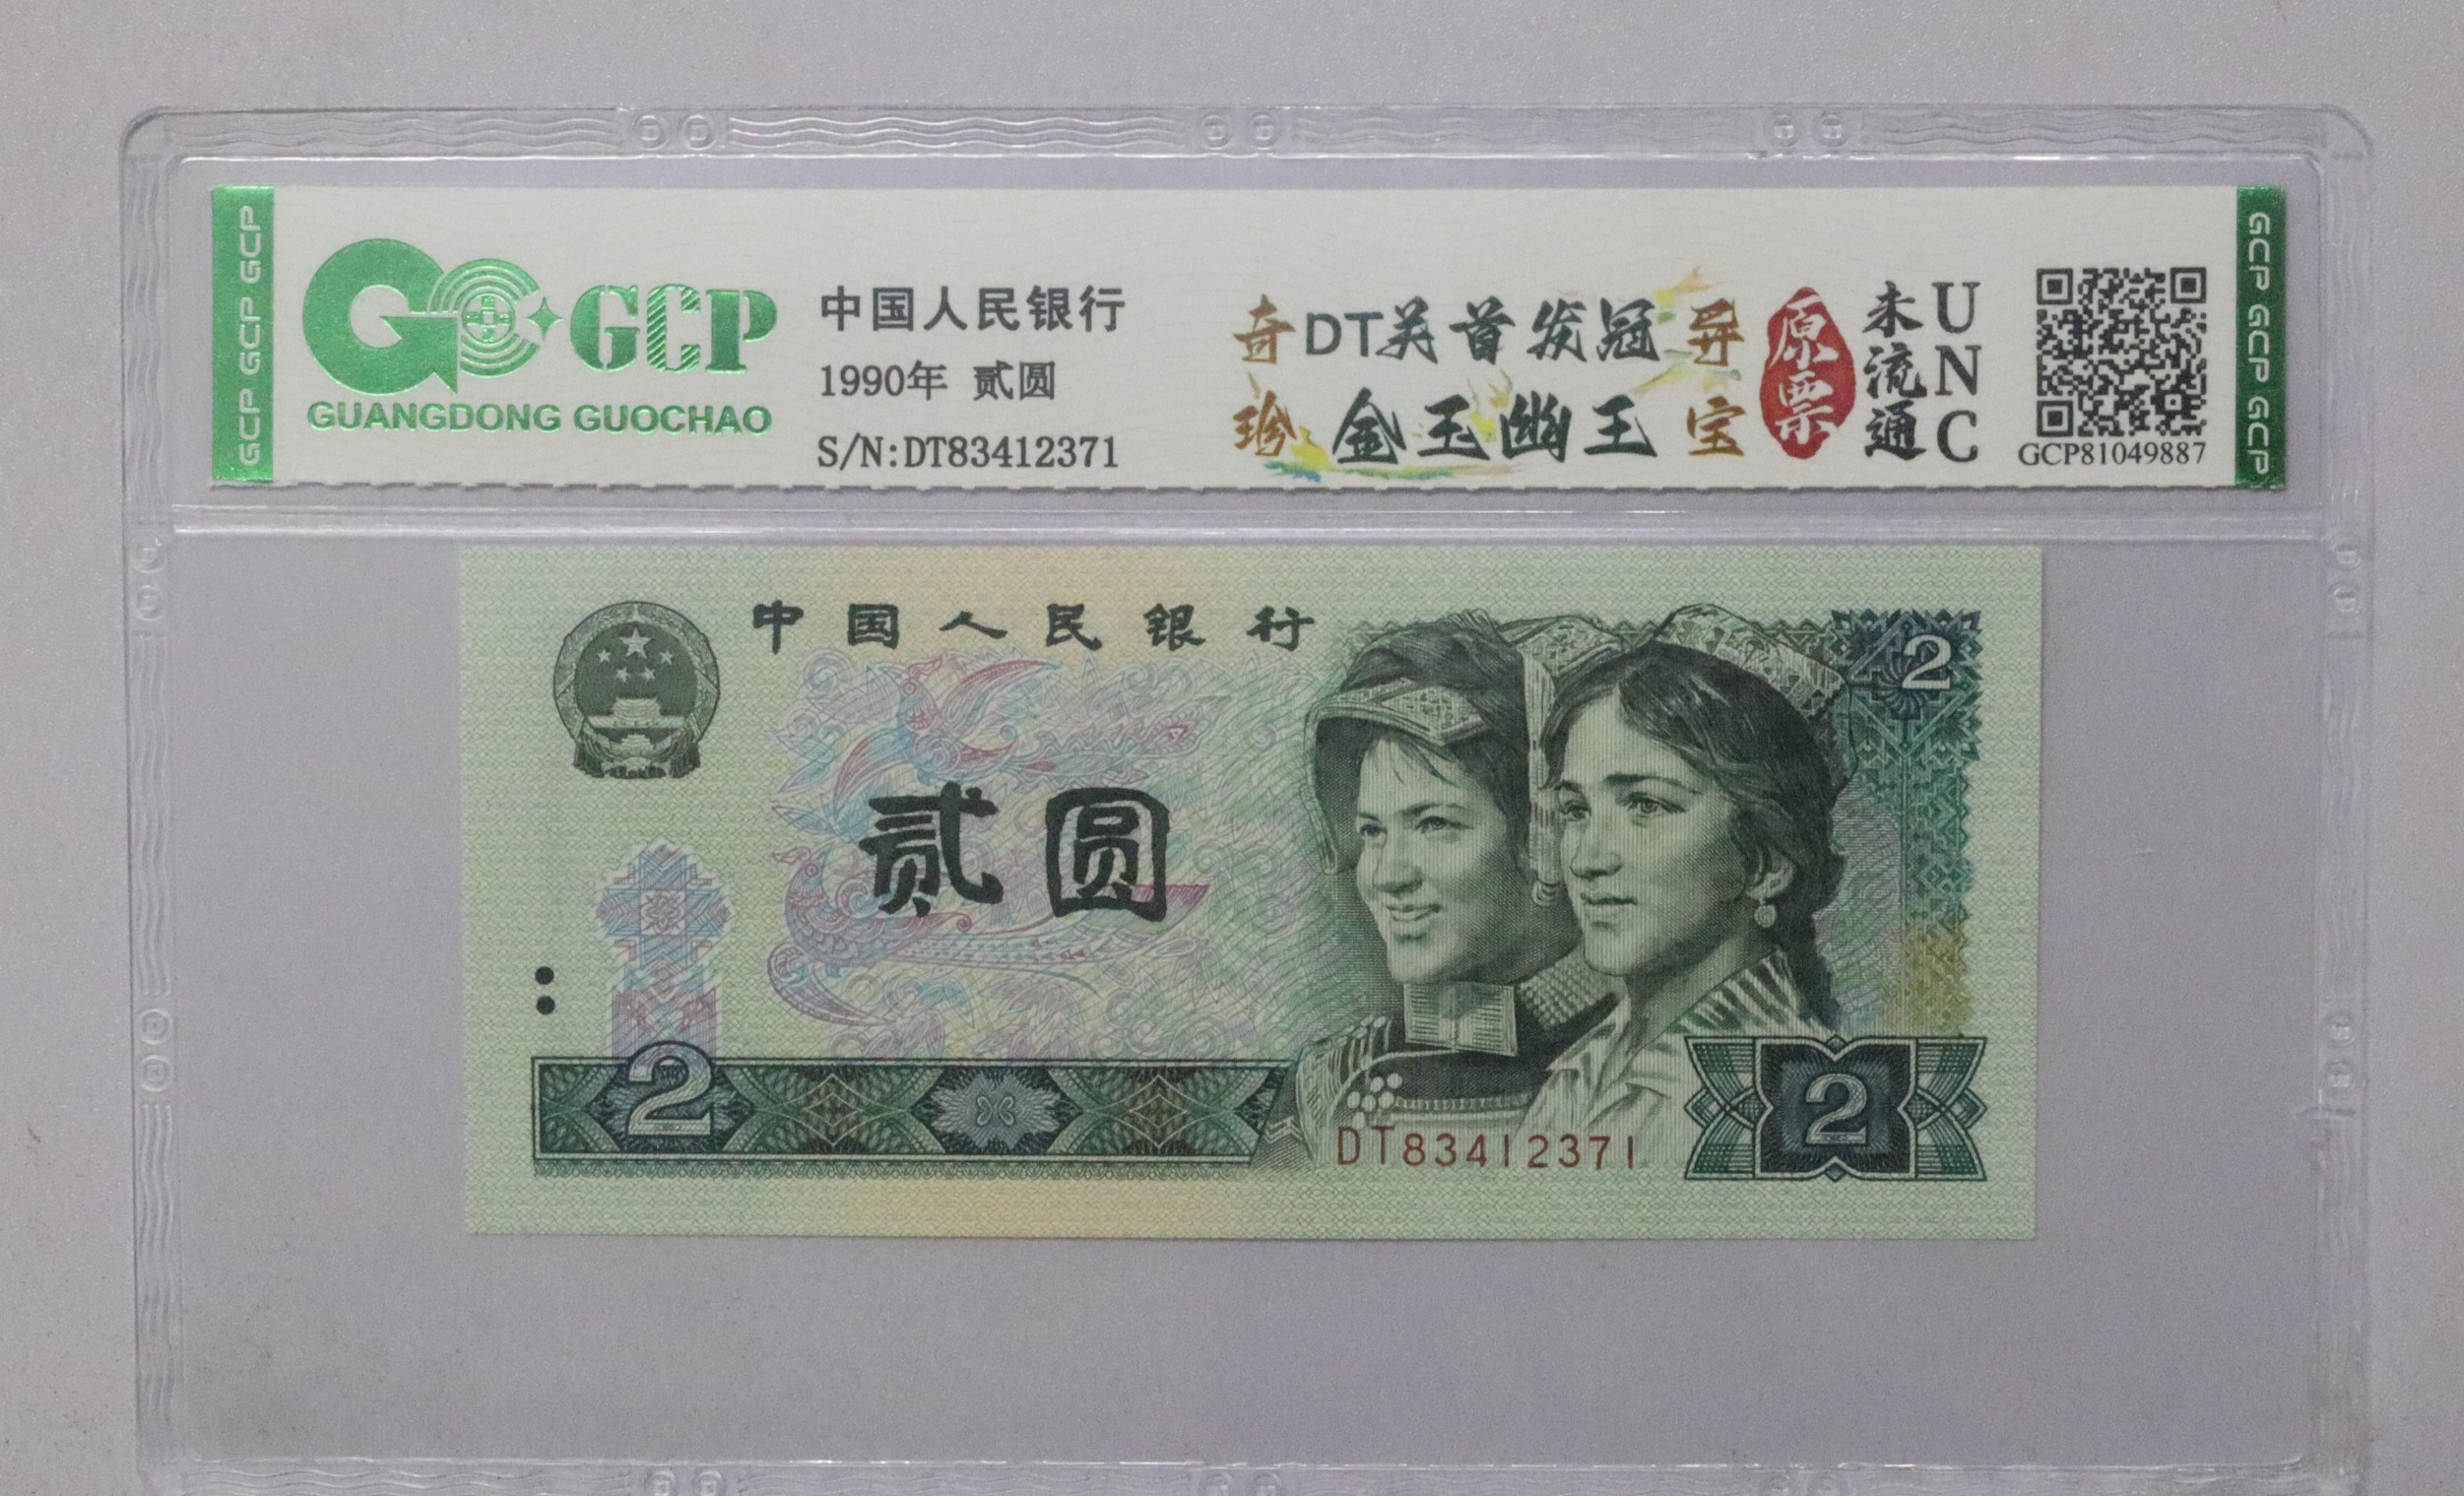 GCP GCP GCP
GCP
GUANGDONG GUOCHAO
中国人民银行
1990年 贰圆
S/N:DT83412371
奇珍
DT关首发冠
金玉幽王
异宝
原票
未流通
UNC
GCP81049887
GCP GCP GCP
中国人民银行
2
贰圆
2
DT83412371
2